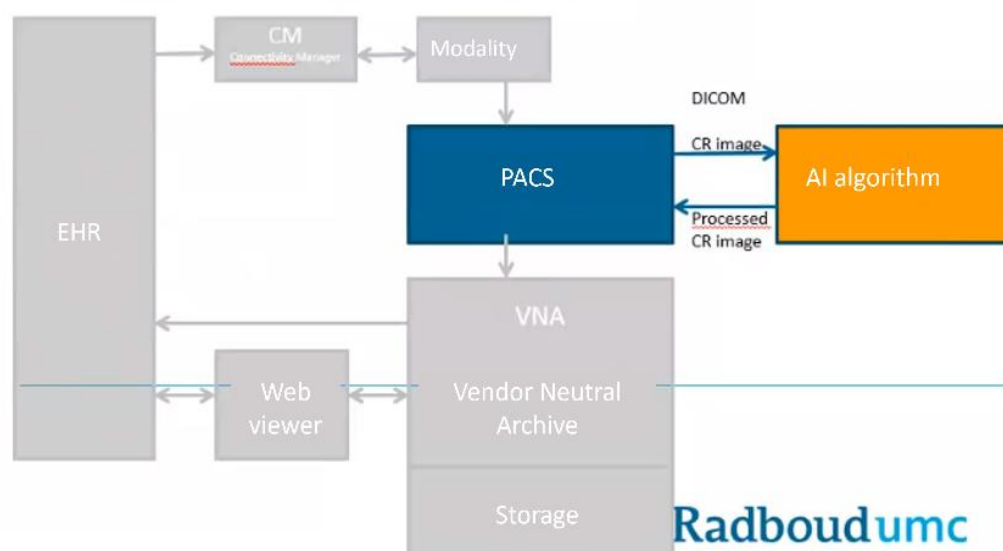 CM
Connectivity Manager
Modality
DICOM
CR image
PACS
AI algorithm
Processed
CR image
EHR
VNA
Web
viewer
Vendor Neutral
Archive
Storage
Radboudumc